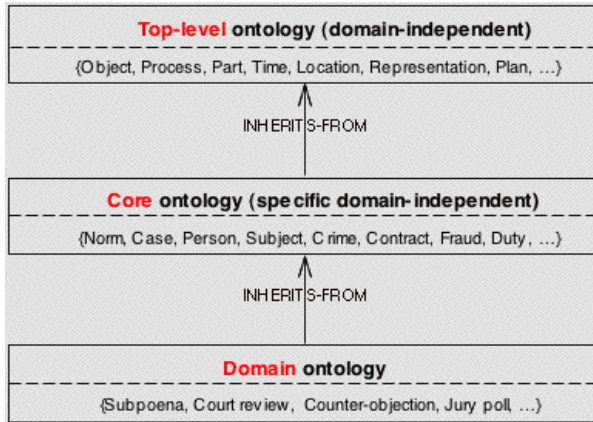 Top-level ontology (domain-independent)
{Object, Process, Part, Time, Location, Representation, Plan, ...}
INHERITS-FROM
Core ontology (specific domain-independent)
{Norm, Case, Person, Subject, Crime, Contract, Fraud, Duty, ...}
INHERITS-FROM
Domain ontology
{Subpoena, Court review, Counter-objection, Jury poll, ...}